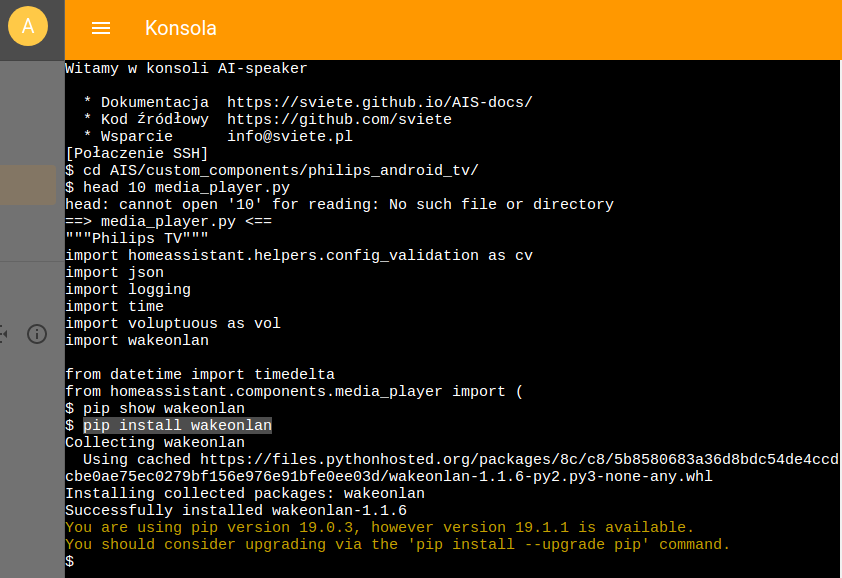 A
Konsola
Witamy w konsoli AI-speaker
* Dokumentacja https://sviete.github.io/AIS-docs/
* Kod źródłowy https://github.com/sviete
* Wsparcie info@sviete.pl
[Połaczenie SSH]
$ cd AIS/custom_components/philips_android_tv/
$ head 10 media_player.py
head: cannot open '10' for reading: No such file or directory
==> media_player.py <==
"""Philips TV"""
import homeassistant.helpers.config_validation as cv
import json
import logging
import time
import voluptuous as vol
import wakeonlan
from datetime import timedelta
from homeassistant.components.media_player import (
$ pip show wakeonlan
$ pip install wakeonlan
Collecting wakeonlan
Using cached https://files.pythonhosted.org/packages/8c/c8/5b8580683a36d8bdc54de4ccd
cbe0ae75ec0279bf156e976e91bfe0ee03d/wakeonlan-1.1.6-py2.py3-none-any.whl
Installing collected packages: wakeonlan
Successfully installed wakeonlan-1.1.6
You are using pip version 19.0.3, however version 19.1.1 is available.
You should consider upgrading via the 'pip install --upgrade pip' command.
$